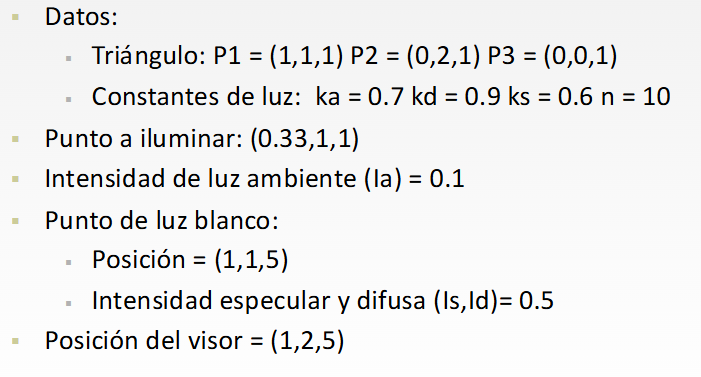 Datos:
Triángulo: P1 = (1,1,1) P2 = (0,2,1) P3 = (0,0,1)
Constantes de luz: ka = 0.7 kd = 0.9 ks = 0.6 n = 10
Punto a iluminar: (0.33,1,1)
Intensidad de luz ambiente (Ia) = 0.1
Punto de luz blanco:
Posición = (1,1,5)
Intensidad especular y difusa (Is,Id)= 0.5
Posición del visor = (1,2,5)